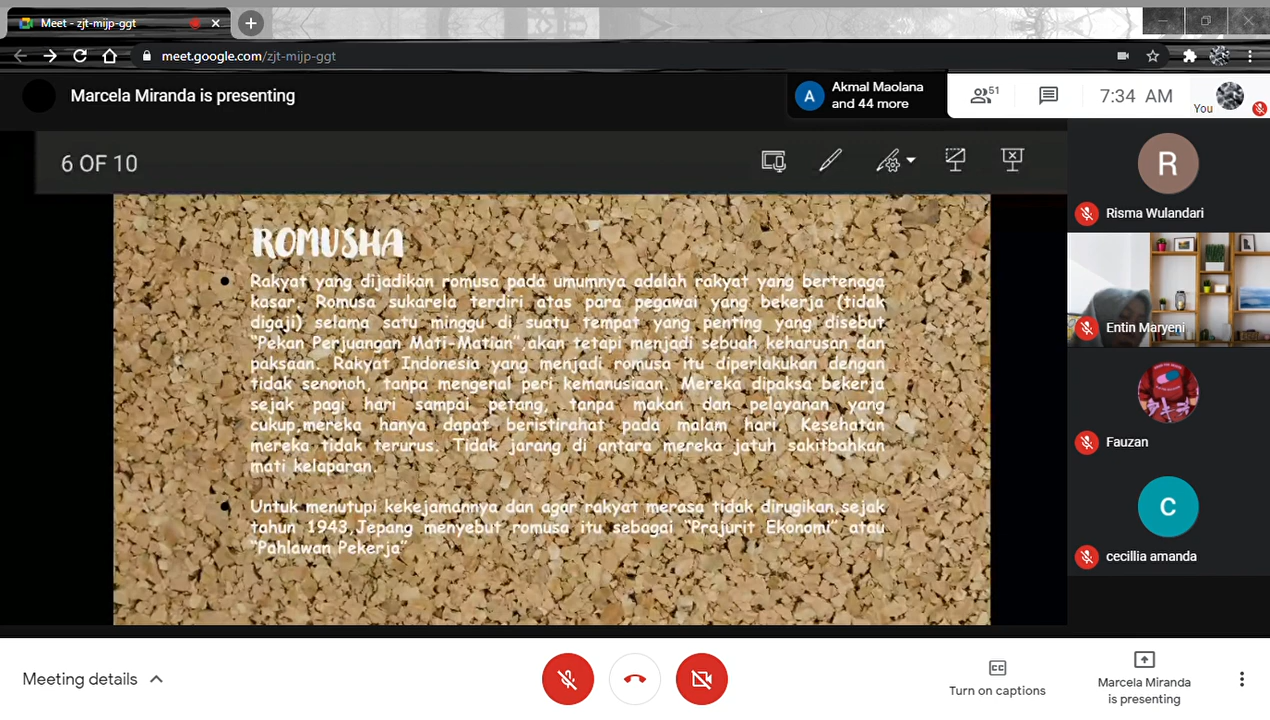 Meet - zjt-mijp-ggt
meet.google.com/zjt-mijp-ggt
Marcela Miranda is presenting
A
Akmal Maolana
and 44 more
51
7:34 AM
You
6 OF 10
ROMUSHA
Rakyat yang dijadikan romusa pada umumnya adalah rakyat yang bertenaga
kasar. Romusa sukarela terdiri atas para pegawai yang bekerja (tidak
digaji) selama satu minggu di suatu tempat yang penting yang disebut
"Pekan Perjuangan Mati-Matian",akan tetapi menjadi sebuah keharusan dan
paksaan. Rakyat Indonesia yang menjadi romusa itu diperlakukan dengan
tidak senonoh, tanpa mengenal peri kemanusiaan. Mereka dipaksa bekerja
sejak pagi hari sampai petang, tanpa makan dan pelayanan yang
cukup,mereka hanya dapat beristirahat pada malam hari. Kesehatan
mereka tidak terurus. Tidak jarang di antara mereka jatuh sakitbahkan
mati kelaparan.
Untuk menutupi kekejamannya dan agar rakyat merasa tidak dirugikan,sejak
tahun 1943,Jepang menyebut romusa itu sebagai "Prajurit Ekonomi" atau
"Pahlawan Pekerja"
R
Risma Wulandari
Entin Maryeni
Fauzan
C
cecillia amanda
Meeting details
CC
Turn on captions
Marcela Miranda
is presenting